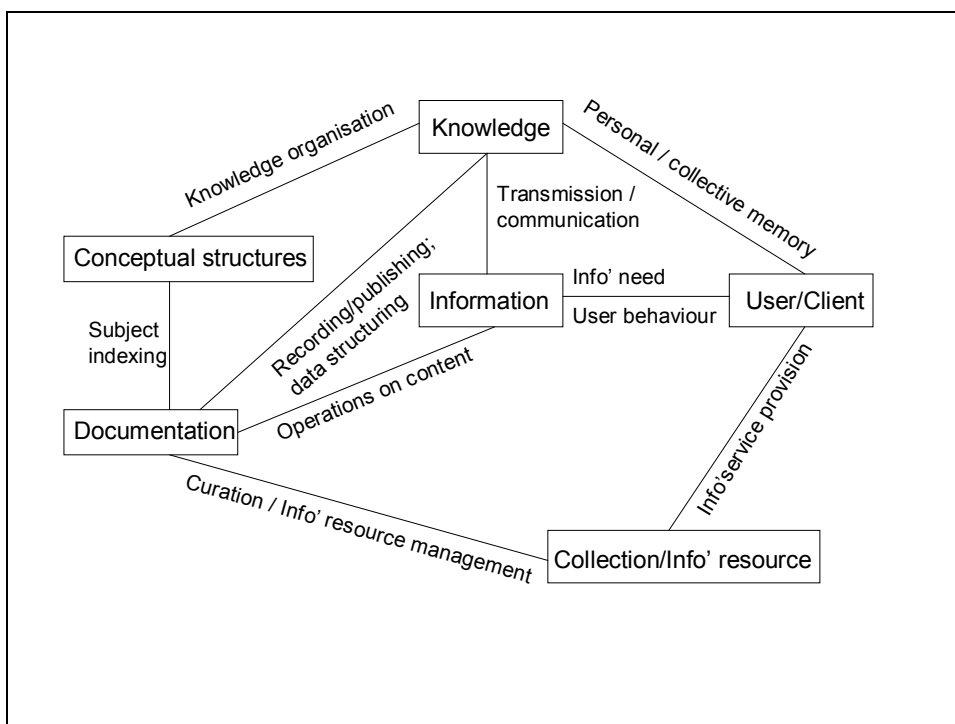 Knowledge organisation
Knowledge
Personal / collective memory
Transmission /
communication
Conceptual structures
Recording/publishing;
data structuring
Information
Info’ need
User behaviour
User/Client
Subject
indexing
Operations on content
Info’service provision
Documentation
Curation / Info’ resource management
Collection/Info’ resource